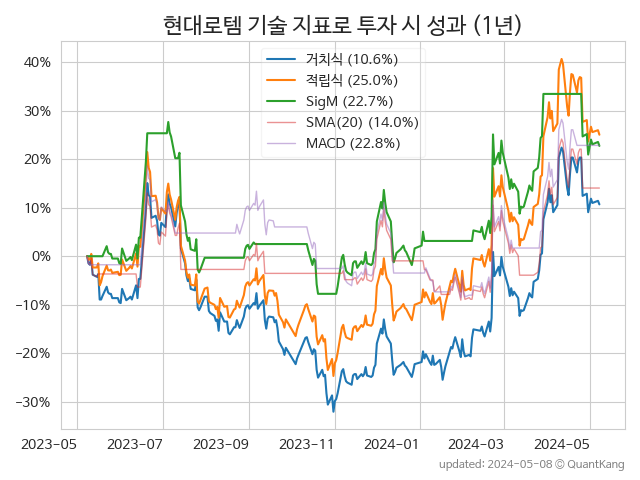 현대로템 기술 지표로 투자 시 성과 (1년)
거치식 (10.6%)
적립식 (25.0%)
SigM (22.7%)
SMA(20) (14.0%)
MACD (22.8%)
40%
30%
20%
10%
0%
−10%
−20%
−30%
2023-05 2023-07 2023-09 2023-11 2024-01 2024-03 2024-05
updated: 2024-05-08 ⓒ QuantKang